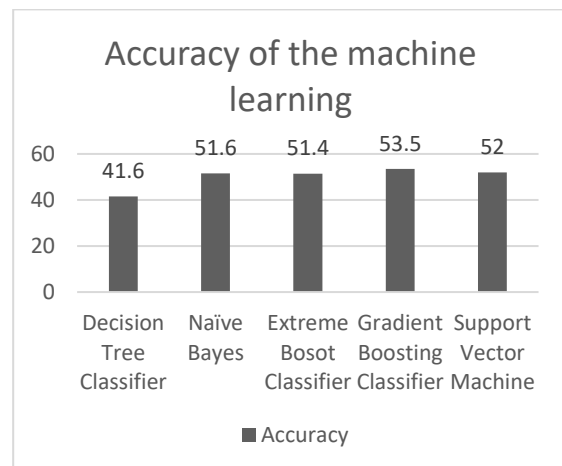 Accuracy of the machine
learning
41.6
51.6
51.4
53.5
52
60
40
20
0
Decision
Tree
Classifier
Naïve
Bayes
Extreme
Bosot
Classifier
Gradient
Boosting
Classifier
Support
Vector
Machine
Accuracy